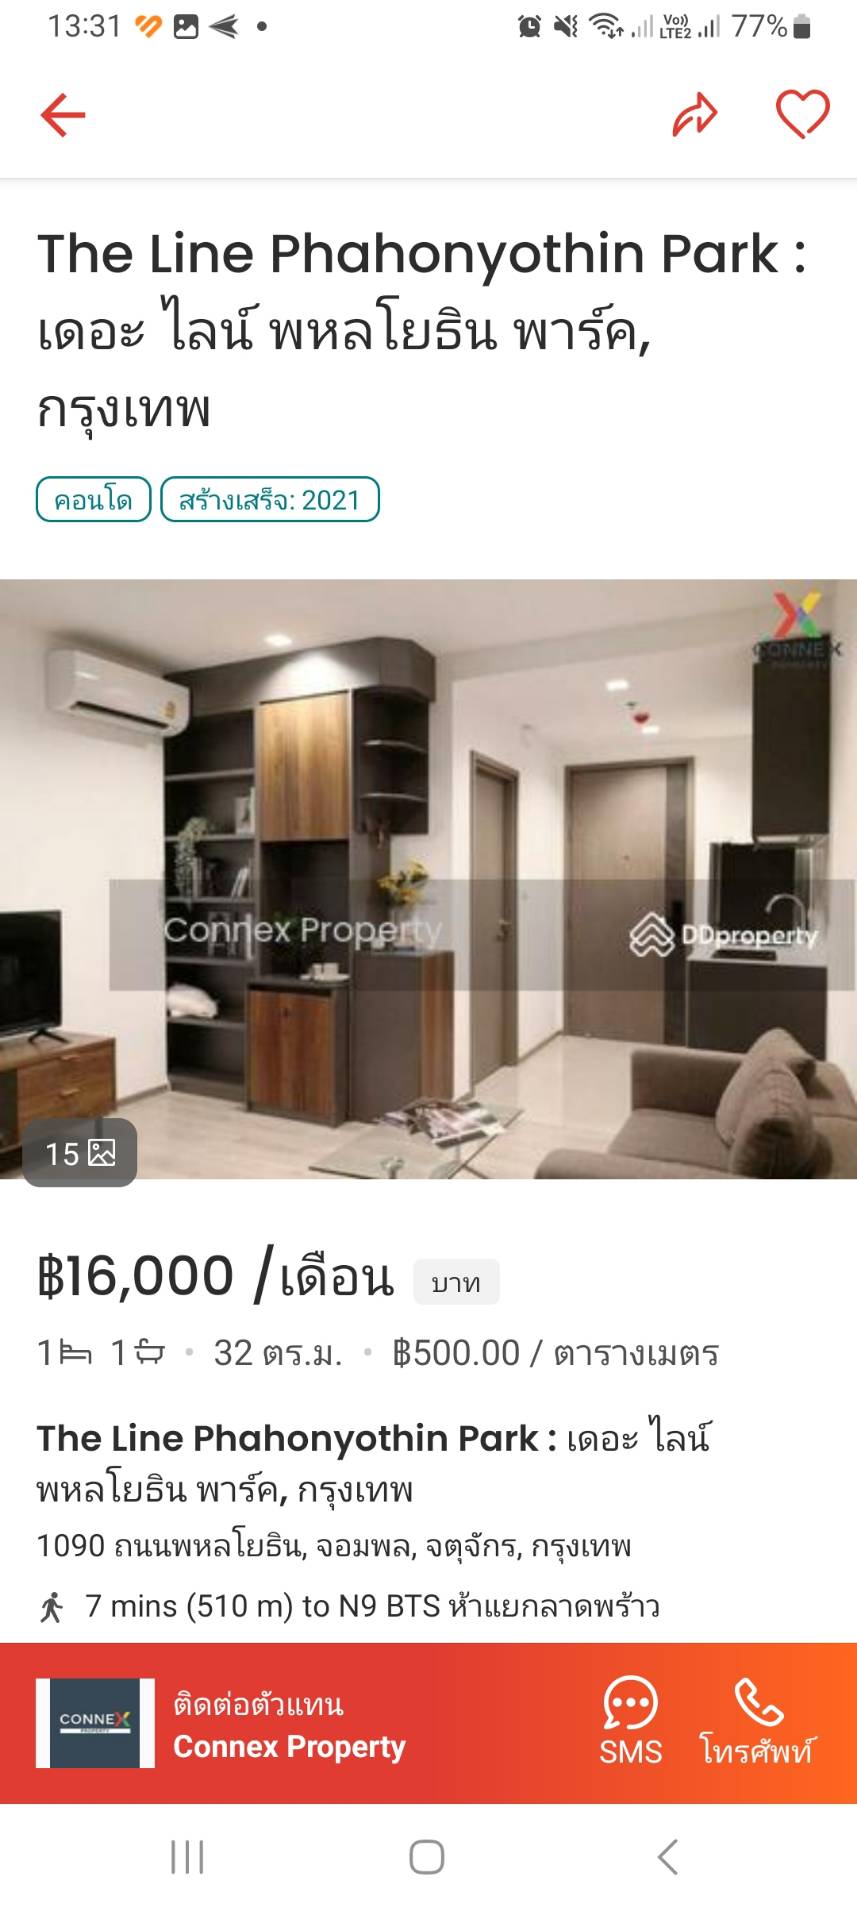 13:31
Vo))
LTE2
77%
The Line Phahonyothin Park :
เดอะ ไลน์ พหลโยธิน พาร์ค,
กรุงเทพ
คอนโด
สร้างเสร็จ: 2021
CONNEX
PROPERTY
Connex Property
DDproperty
15
฿16,000 /เดือน บาท
1 1 • 32 ตร.ม. • ฿500.00 / ตารางเมตร
The Line Phahonyothin Park : เดอะ ไลน์
พหลโยธิน พาร์ค, กรุงเทพ
1090 ถนนพหลโยธิน, จอมพล, จตุจักร, กรุงเทพ
7 mins (510 m) to N9 BTS ห้าแยกลาดพร้าว
CONNEX
PROPERTY
ติดต่อตัวแทน
Connex Property
SMS
โทรศัพท์